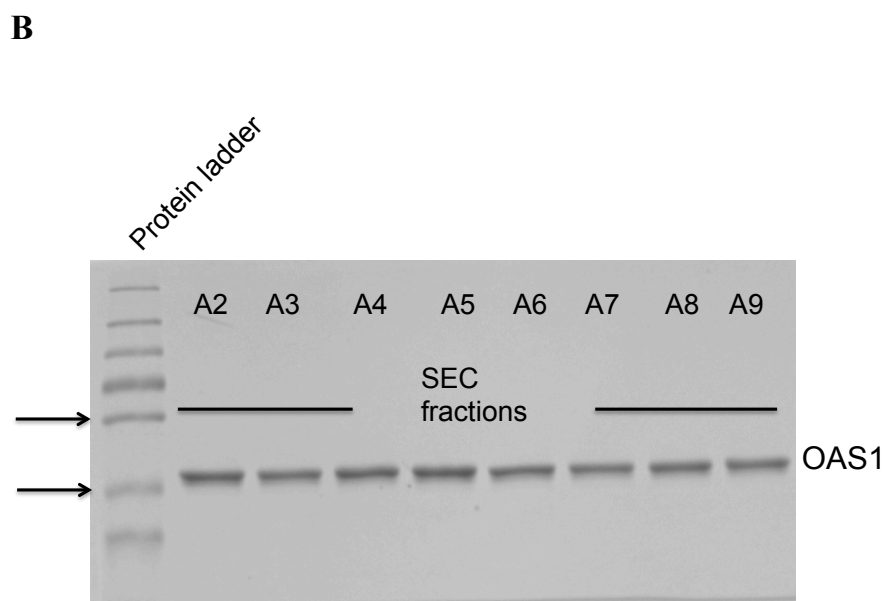 B
Protein ladder
A2 A3 A4 A5 A6 A7 A8 A9
SEC
fractions
OAS1